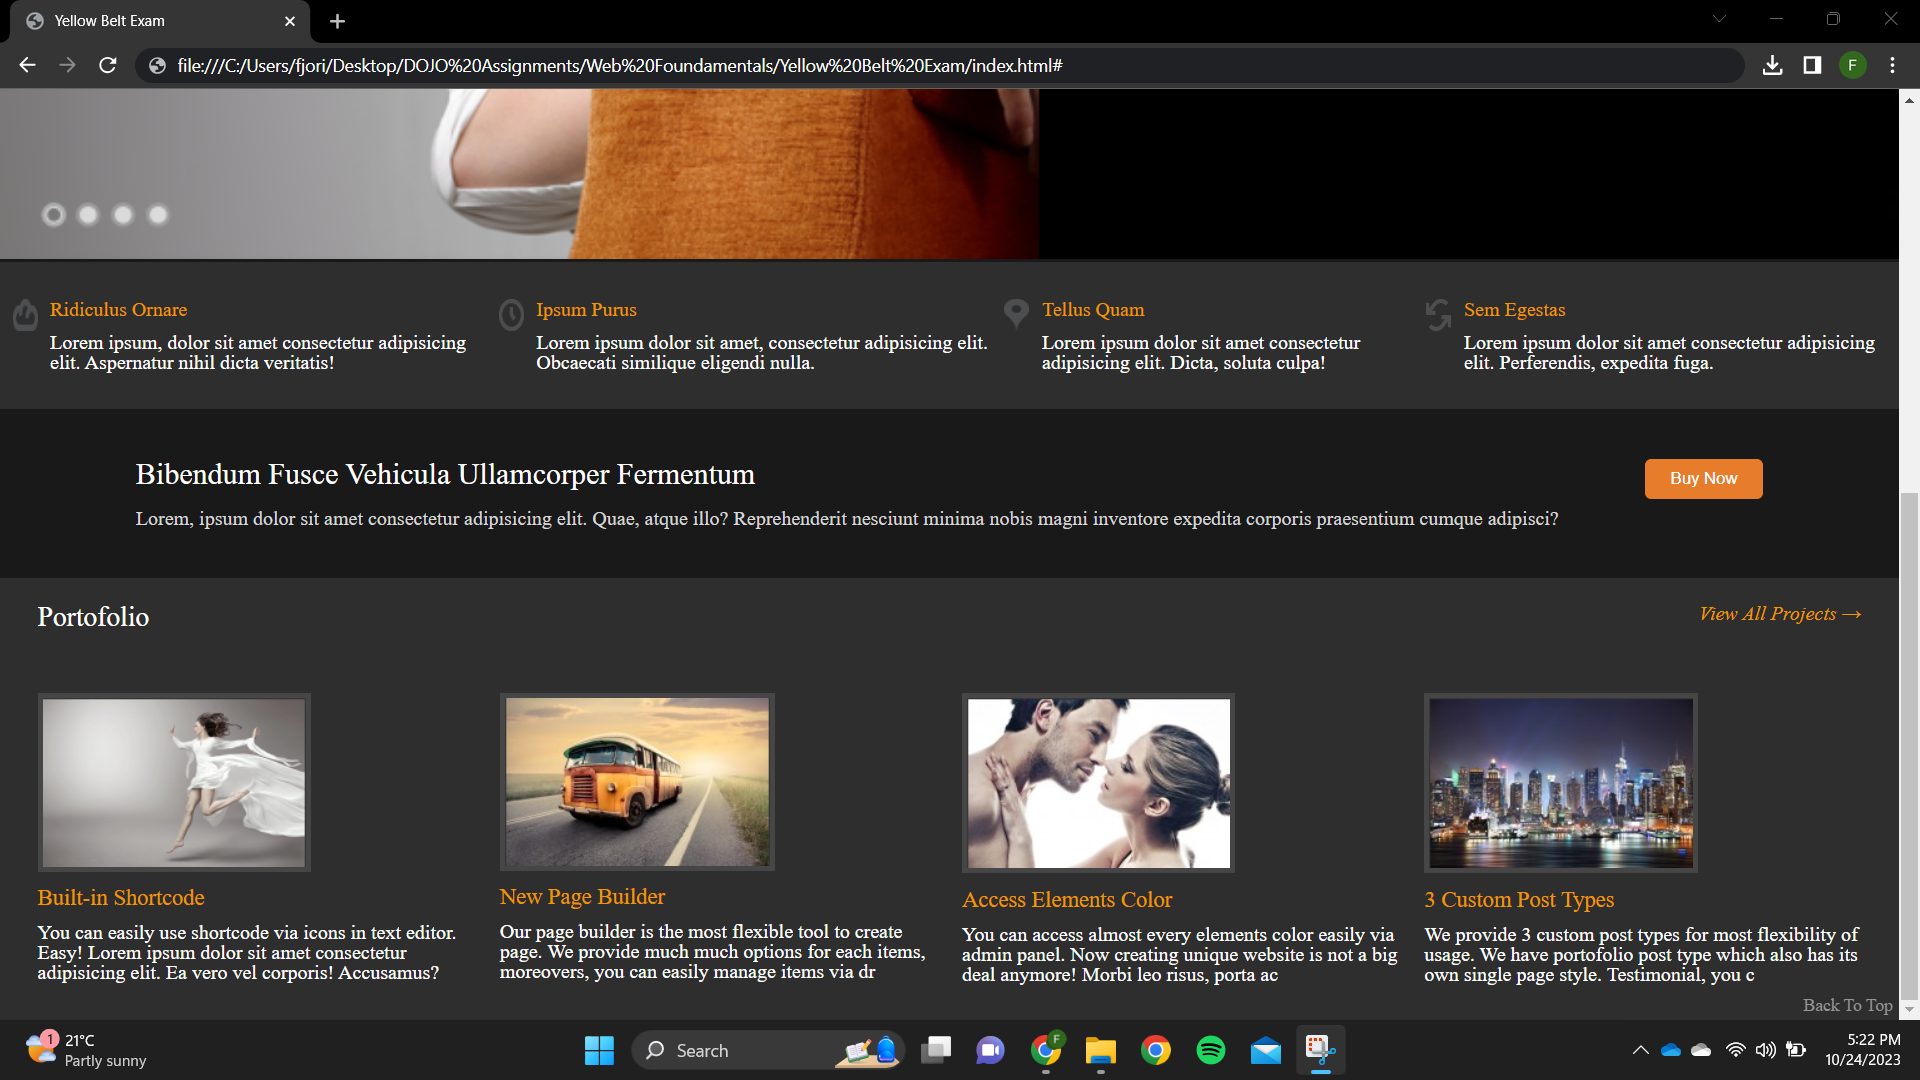 Yellow Belt Exam
file:///C:/Users/fjori/Desktop/DOJO%20Assignments/Web%20Foundamentals/Yellow%20Belt%20Exam/index.html#
F
Ridiculus Ornare
Lorem ipsum, dolor sit amet consectetur adipisicing
elit. Aspernatur nihil dicta veritatis!
Ipsum Purus
Lorem ipsum dolor sit amet, consectetur adipisicing elit.
Obcaecati similique eligendi nulla.
Tellus Quam
Lorem ipsum dolor sit amet consectetur
adipisicing elit. Dicta, soluta culpa!
Sem Egestas
Lorem ipsum dolor sit amet consectetur adipisicing
elit. Perferendis, expedita fuga.
Bibendum Fusce Vehicula Ullamcorper Fermentum
Lorem, ipsum dolor sit amet consectetur adipisicing elit. Quae, atque illo? Reprehenderit nesciunt minima nobis magni inventore expedita corporis praesentium cumque adipisci?
Buy Now
Portofolio
View All Projects →
Built-in Shortcode
You can easily use shortcode via icons in text editor.
Easy! Lorem ipsum dolor sit amet consectetur
adipisicing elit. Ea vero vel corporis! Accusamus?
New Page Builder
Our page builder is the most flexible tool to create
page. We provide much much options for each items,
moreovers, you can easily manage items via dr
Access Elements Color
You can access almost every elements color easily via
admin panel. Now creating unique website is not a big
deal anymore! Morbi leo risus, porta ac
3 Custom Post Types
We provide 3 custom post types for most flexibility of
usage. We have portofolio post type which also has its
own single page style. Testimonial, you c
Back To Top
1
21°C
Partly sunny
Search
F
5:22 PM
10/24/2023